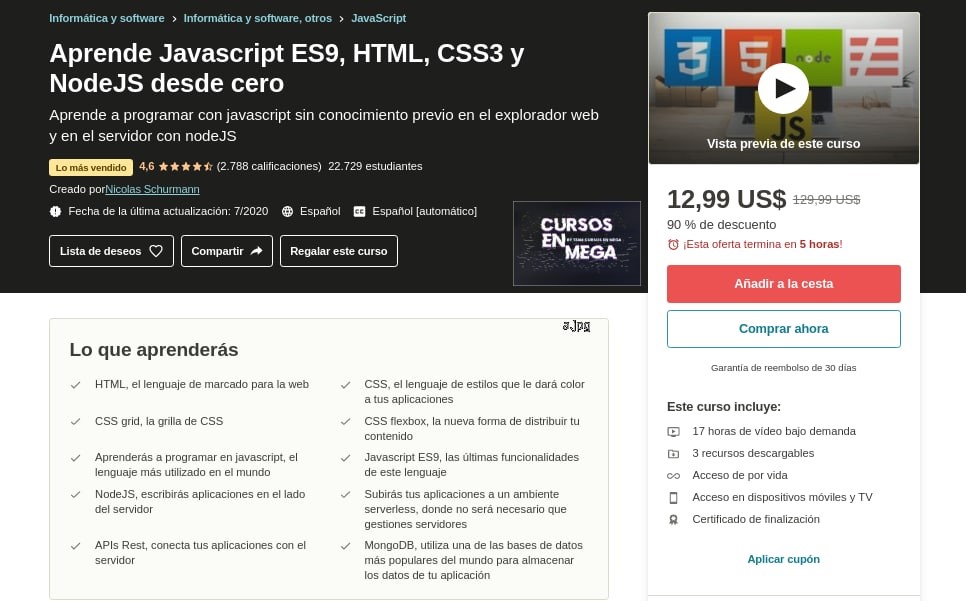 Informática y software > Informática y software, otros > JavaScript
Aprende Javascript ES9, HTML, CSS3 y
NodeJS desde cero
Aprende a programar con javascript sin conocimiento previo en el explorador web
y en el servidor con nodeJS
Lo más vendido 4,6 (2.788 calificaciones) 22.729 estudiantes
Creado por Nicolas Schurmann
Fecha de la última actualización: 7/2020 Español CC Español [automático]
Lista de deseos Compartir Regalar este curso
CURSOS
EN BY TEAM CURSOS EN MEGA
MEGA
3 5 node
JS
Vista previa de este curso
12,99 US$ 129,99 US$
90 % de descuento
¡Esta oferta termina en 5 horas!
Añadir a la cesta
Comprar ahora
Garantía de reembolso de 30 días
Este curso incluye:
17 horas de vídeo bajo demanda
3 recursos descargables
Acceso de por vida
Acceso en dispositivos móviles y TV
Certificado de finalización
Aplicar cupón
Lo que aprenderás
HTML, el lenguaje de marcado para la web
CSS, el lenguaje de estilos que le dará color
a tus aplicaciones
CSS grid, la grilla de CSS
CSS flexbox, la nueva forma de distribuir tu
contenido
Aprenderás a programar en javascript, el
lenguaje más utilizado en el mundo
Javascript ES9, las últimas funcionalidades
de este lenguaje
NodeJS, escribirás aplicaciones en el lado
del servidor
Subirás tus aplicaciones a un ambiente
serverless, donde no será necesario que
gestiones servidores
APIs Rest, conecta tus aplicaciones con el
servidor
MongoDB, utiliza una de las bases de datos
más populares del mundo para almacenar
los datos de tu aplicación